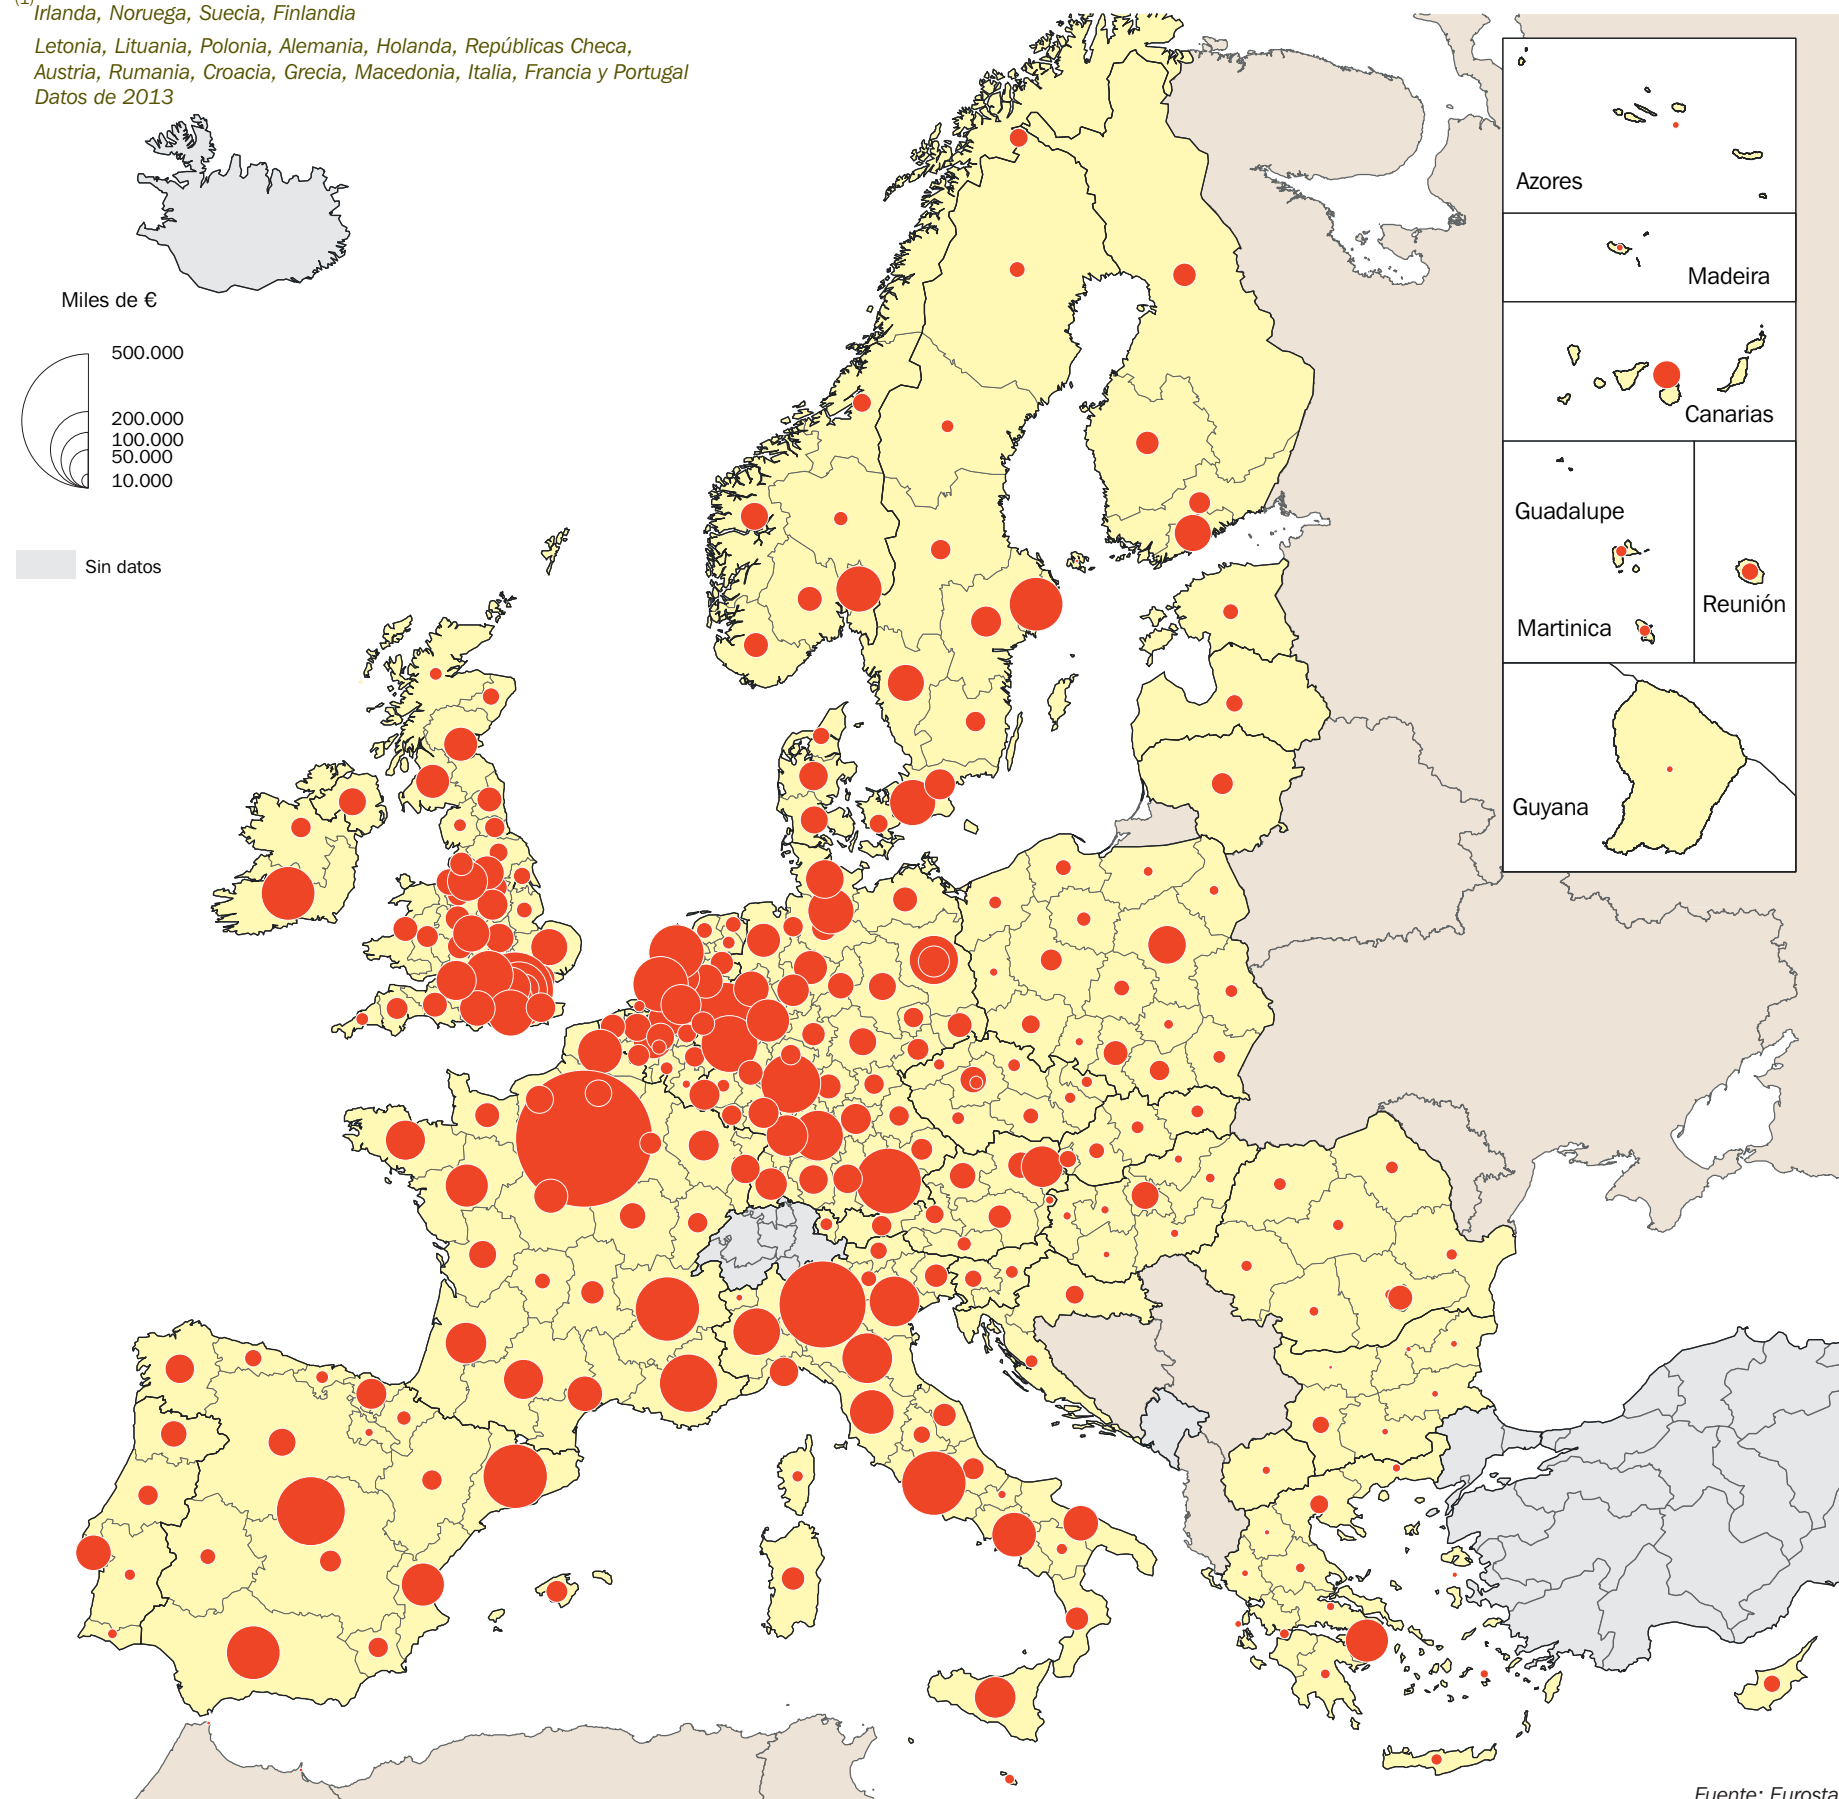 (1) Irlanda, Noruega, Suecia, Finlandia
Letonia, Lituania, Polonia, Alemania, Holanda, Repúblicas Checa,
Austria, Rumania, Croacia, Grecia, Macedonia, Italia, Francia y Portugal
Datos de 2013
Miles de €
500.000
200.000
100.000
50.000
10.000
Sin datos
Azores
Madeira
Canarias
Guadalupe
Martinica
Reunión
Guyana
Fuente: Eurosta